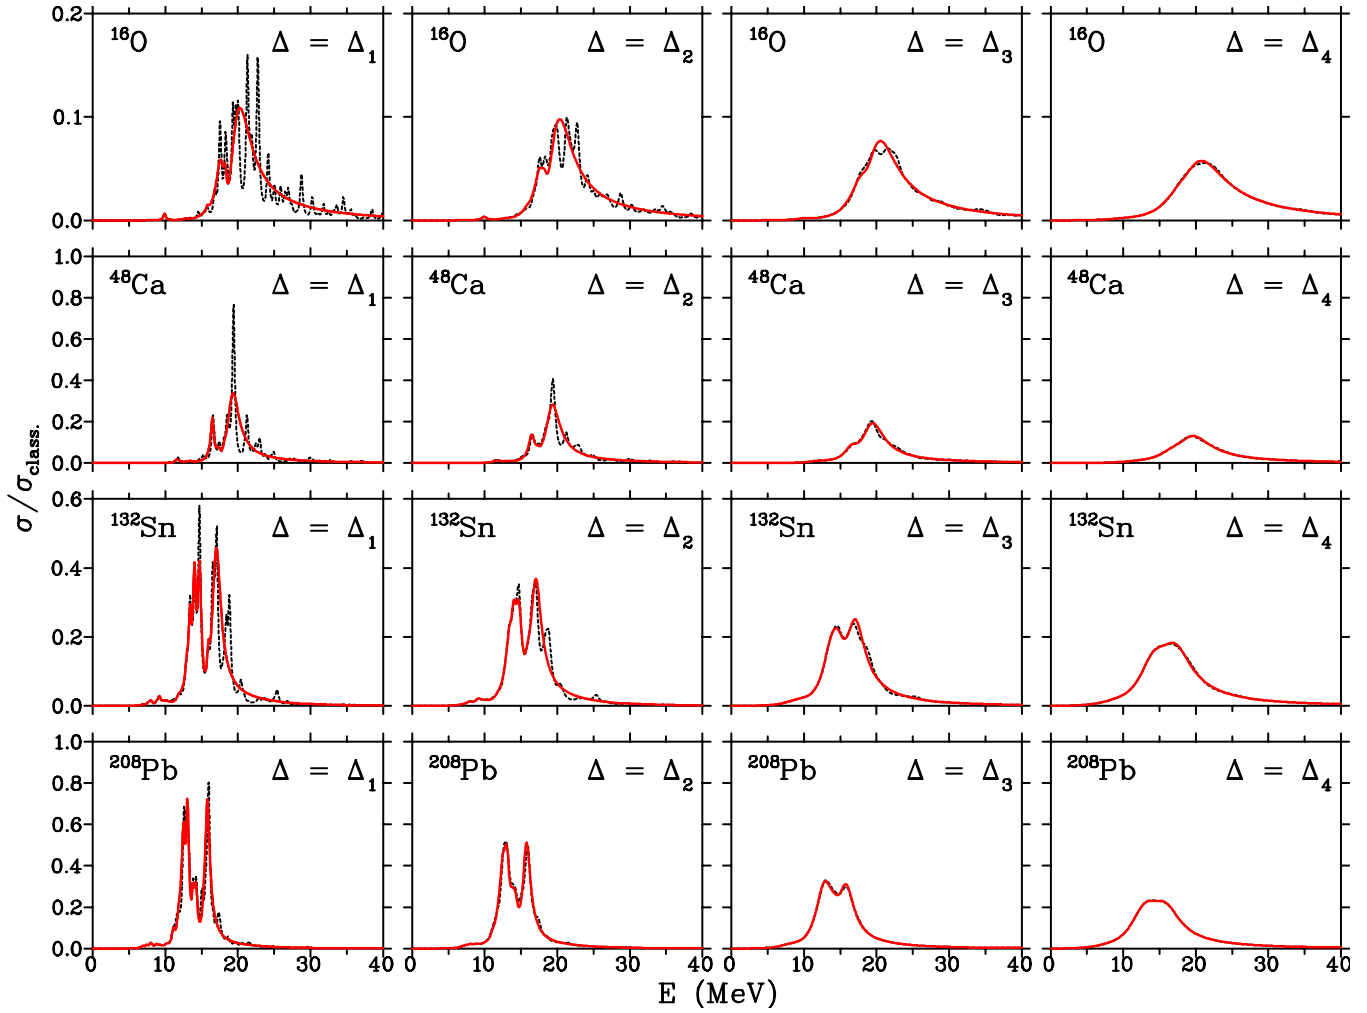 0.2
0.1
0.0
¹⁶O Δ = Δ₁
¹⁶O Δ = Δ₂
¹⁶O Δ = Δ₃
¹⁶O Δ = Δ₄
1.0
0.8
0.6
0.4
0.2
0.0
⁴⁸Ca Δ = Δ₁
⁴⁸Ca Δ = Δ₂
⁴⁸Ca Δ = Δ₃
⁴⁸Ca Δ = Δ₄
σ/σclass.
0.6
0.4
0.2
0.0
¹³²Sn Δ = Δ₁
¹³²Sn Δ = Δ₂
¹³²Sn Δ = Δ₃
¹³²Sn Δ = Δ₄
1.0
0.8
0.6
0.4
0.2
0.0
²⁰⁸Pb Δ = Δ₁
²⁰⁸Pb Δ = Δ₂
²⁰⁸Pb Δ = Δ₃
²⁰⁸Pb Δ = Δ₄
0 10 20 30 40 0 10 20 30 40 0 10 20 30 40 0 10 20 30 40
E (MeV)